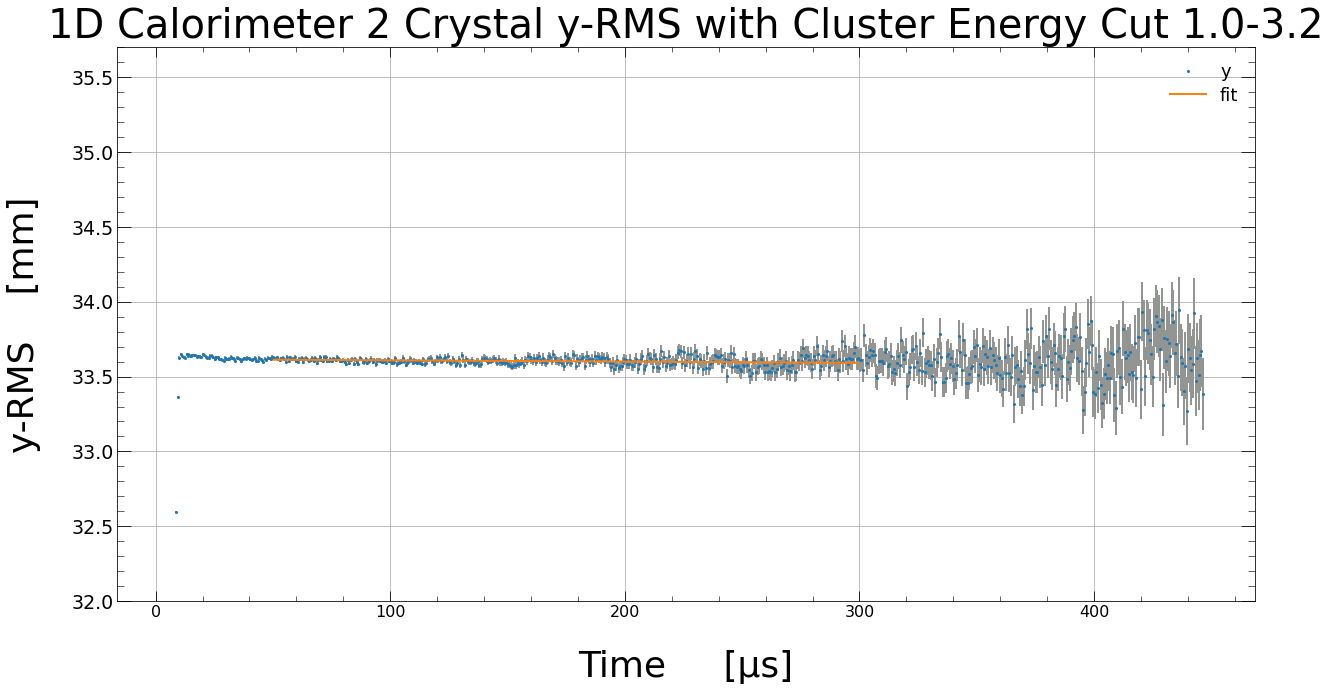 1D Calorimeter 2 Crystal y-RMS with Cluster Energy Cut 1.0-3.2
y
fit
35.5
35.0
34.5
34.0
33.5
33.0
32.5
32.0
y-RMS [mm]
0 100 200 300 400
Time [µs]